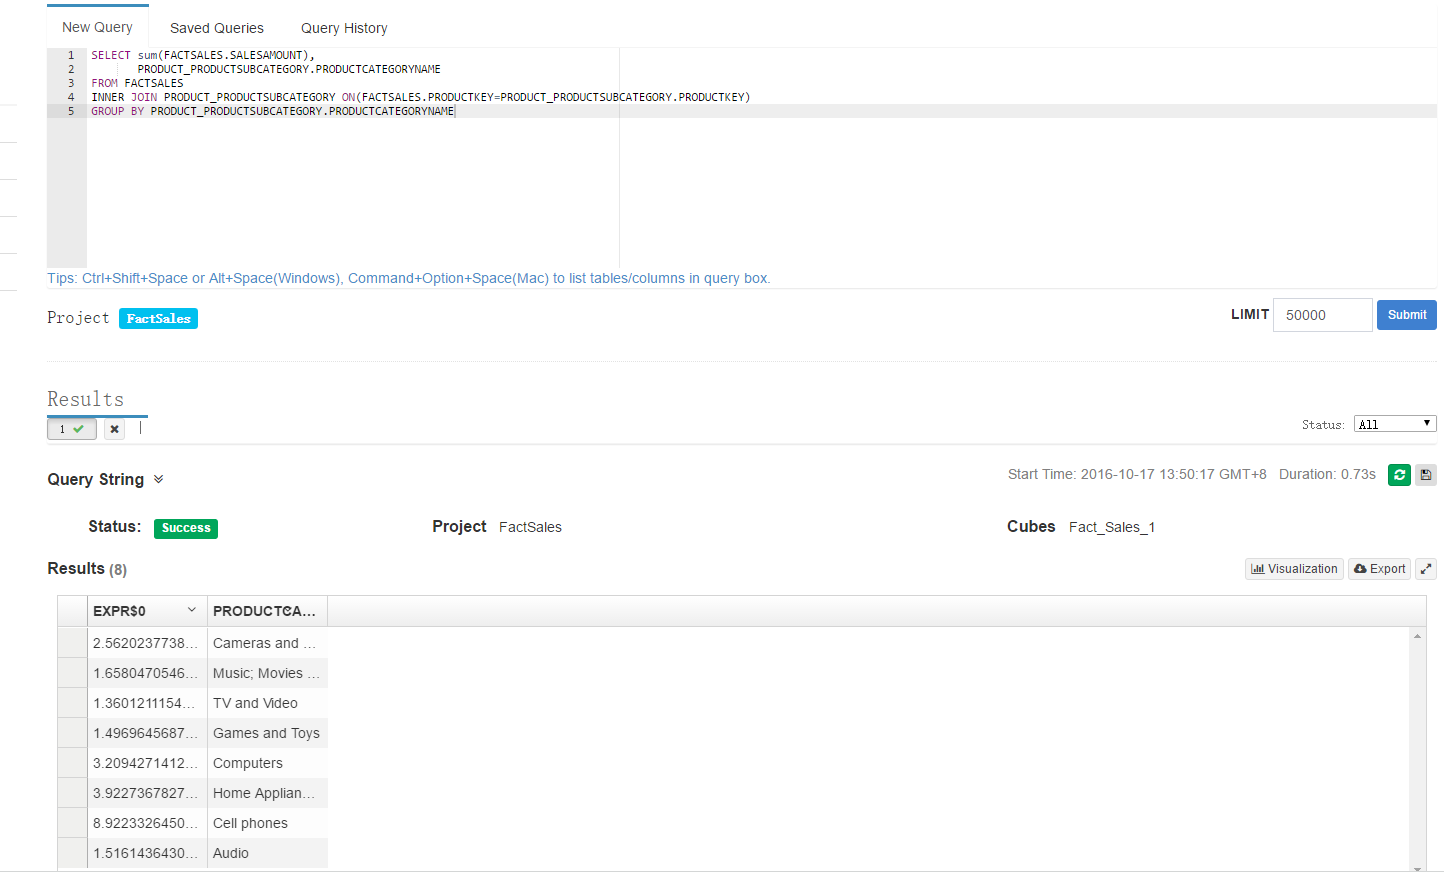 New Query Saved Queries Query History
1 SELECT sum(FACTSALES.SALESAMOUNT),
2 PRODUCT_PRODUCTSUBCATEGORY.PRODUCTCATEGORYNAME
3 FROM FACTSALES
4 INNER JOIN PRODUCT_PRODUCTSUBCATEGORY ON(FACTSALES.PRODUCTKEY=PRODUCT_PRODUCTSUBCATEGORY.PRODUCTKEY)
5 GROUP BY PRODUCT_PRODUCTSUBCATEGORY.PRODUCTCATEGORYNAME
Tips: Ctrl+Shift+Space or Alt+Space(Windows), Command+Option+Space(Mac) to list tables/columns in query box.
Project FactSales LIMIT 50000 Submit
Results
1 Status: All
Query String Start Time: 2016-10-17 13:50:17 GMT+8 Duration: 0.73s
Status: Success Project FactSales Cubes Fact_Sales_1
Results (8) Visualization Export
EXPR$0 PRODUCTCA...
2.5620237738... Cameras and ...
1.6580470546... Music; Movies ...
1.3601211154... TV and Video
1.4969645687... Games and Toys
3.2094271412... Computers
3.9227367827... Home Applian...
8.9223326450... Cell phones
1.5161436430... Audio